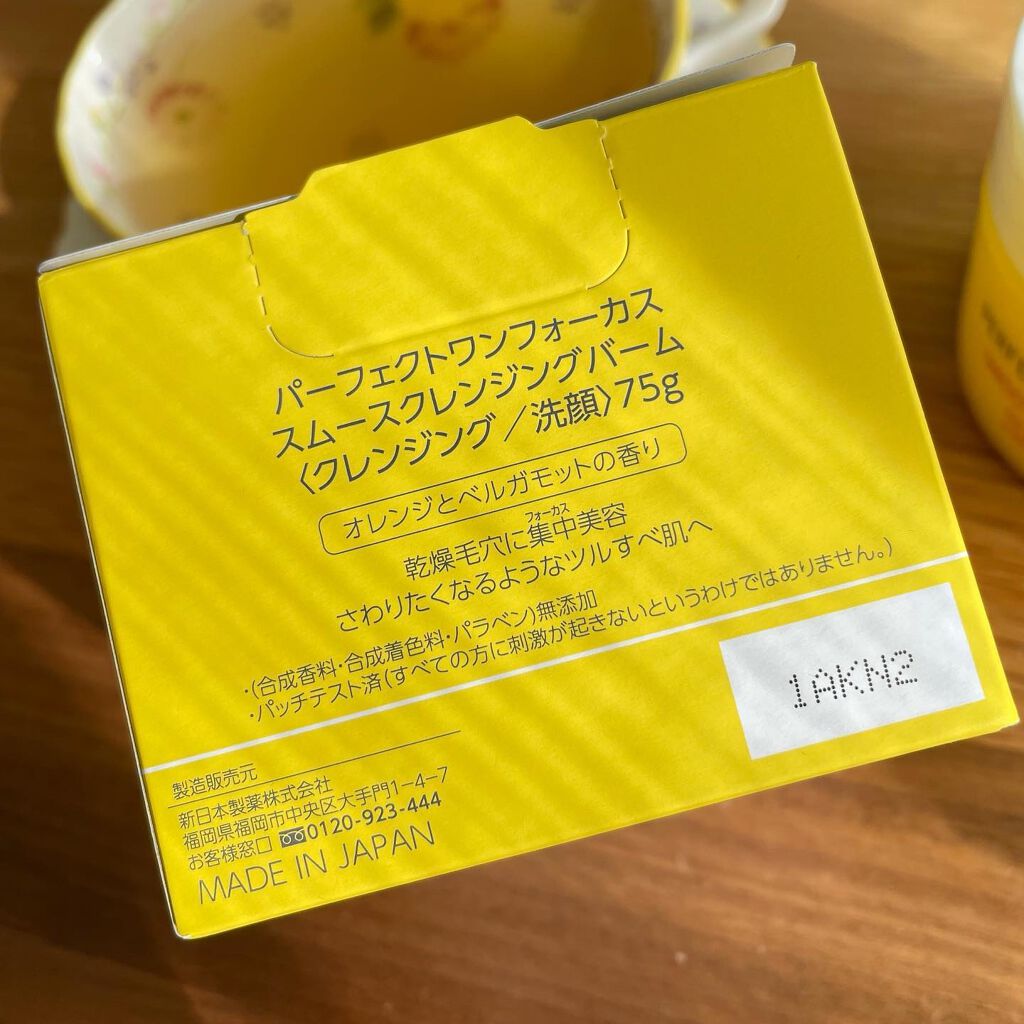 パーフェクトワンフォーカス
スムースクレンジングバーム
〈クレンジング／洗顔〉75g
オレンジとベルガモットの香り
フォーカス
乾燥毛穴に集中美容
さわりたくなるようなツルすべ肌へ
・(合成香料・合成着色料・パラベン)無添加
・パッチテスト済(すべての方に刺激が起きないというわけではありません。)
1AKN2
製造販売元
新日本製薬株式会社
福岡県福岡市中央区大手門1-4-7
お客様窓口 0120-923-444
MADE IN JAPAN